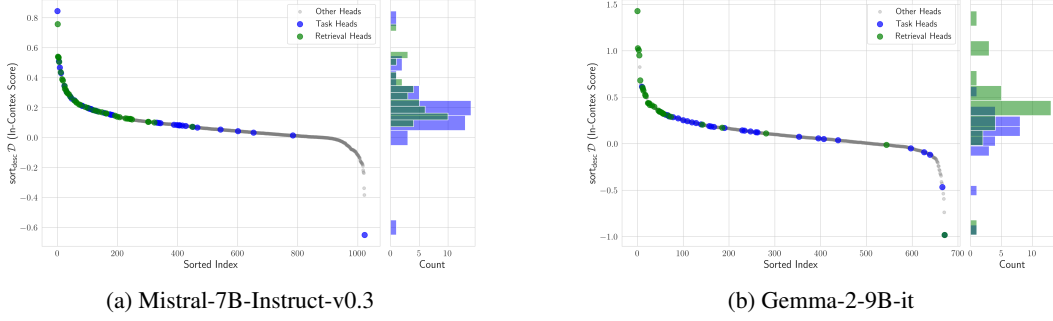 Other Heads
Task Heads
Retrieval Heads
0.8
0.6
0.4
0.2
0.0
−0.2
−0.4
−0.6
sort_desc 𝒟 (In-Contex Score)
0 200 400 600 800 1000
Sorted Index
0 5 10
Count
(a) Mistral-7B-Instruct-v0.3
Other Heads
Task Heads
Retrieval Heads
1.5
1.0
0.5
0.0
−0.5
−1.0
sort_desc 𝒟 (In-Contex Score)
0 100 200 300 400 500 600 700
Sorted Index
0 5 10
Count
(b) Gemma-2-9B-it